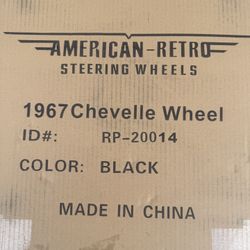 AMERICAN-RETRO
STEERING WHEELS
1967 Chevelle Wheel
ID#: RP-20014
COLOR: BLACK
MADE IN CHINA